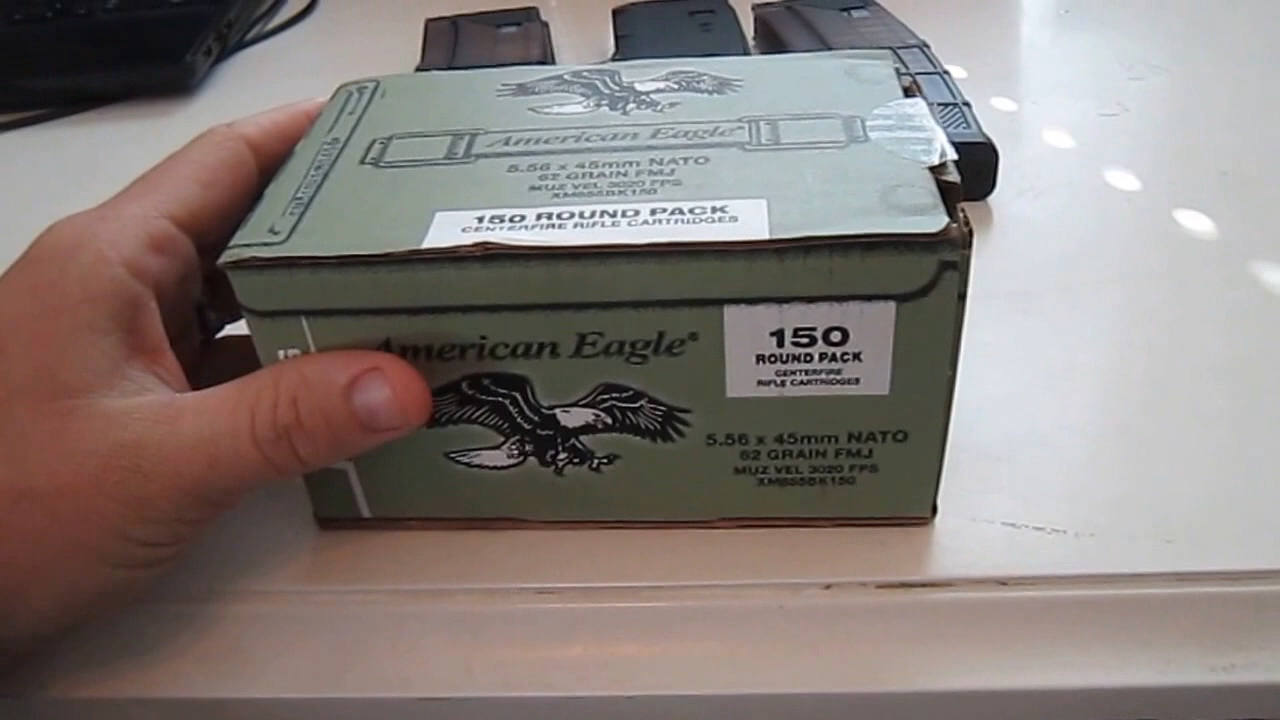 American Eagle®
5.56 x 45mm NATO
62 GRAIN FMJ
MUZ VEL 3020 FPS
XM855BK150
150 ROUND PACK
CENTERFIRE RIFLE CARTRIDGES
American Eagle®
150
ROUND PACK
CENTERFIRE
RIFLE CARTRIDGES
5.56 x 45mm NATO
62 GRAIN FMJ
MUZ VEL 3020 FPS
XM855BK150